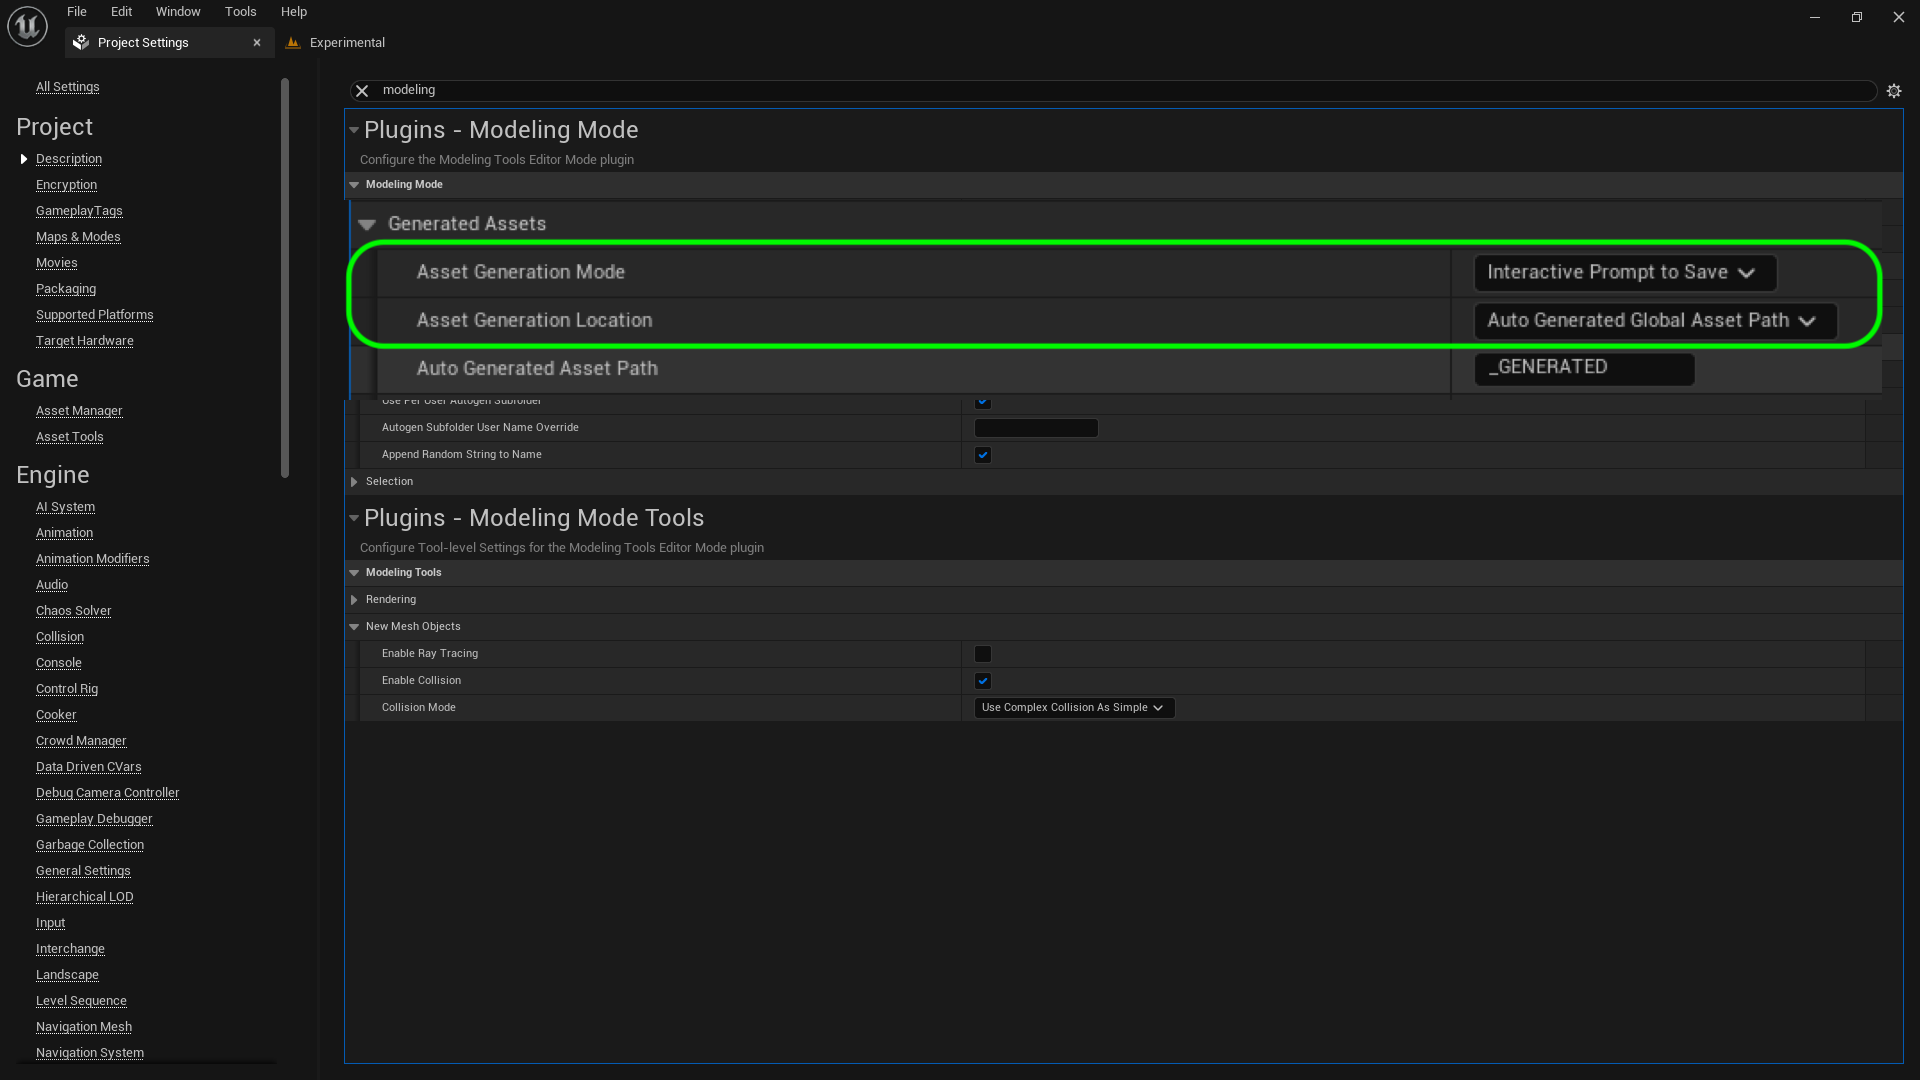 File Edit Window Tools Help
Project Settings
Experimental
All Settings
Project
Description
Encryption
GameplayTags
Maps & Modes
Movies
Packaging
Supported Platforms
Target Hardware
Game
Asset Manager
Asset Tools
Engine
AI System
Animation
Animation Modifiers
Audio
Chaos Solver
Collision
Console
Control Rig
Cooker
Crowd Manager
Data Driven CVars
Debug Camera Controller
Gameplay Debugger
Garbage Collection
General Settings
Hierarchical LOD
Input
Interchange
Landscape
Level Sequence
Navigation Mesh
Navigation System
modeling
Plugins - Modeling Mode
Configure the Modeling Tools Editor Mode plugin
Modeling Mode
Generated Assets
Asset Generation Mode Interactive Prompt to Save
Asset Generation Location Auto Generated Global Asset Path
Auto Generated Asset Path _GENERATED
Use Per User Autogen Subfolder
Autogen Subfolder User Name Override
Append Random String to Name
Selection
Plugins - Modeling Mode Tools
Configure Tool-level Settings for the Modeling Tools Editor Mode plugin
Modeling Tools
Rendering
New Mesh Objects
Enable Ray Tracing
Enable Collision
Collision Mode Use Complex Collision As Simple